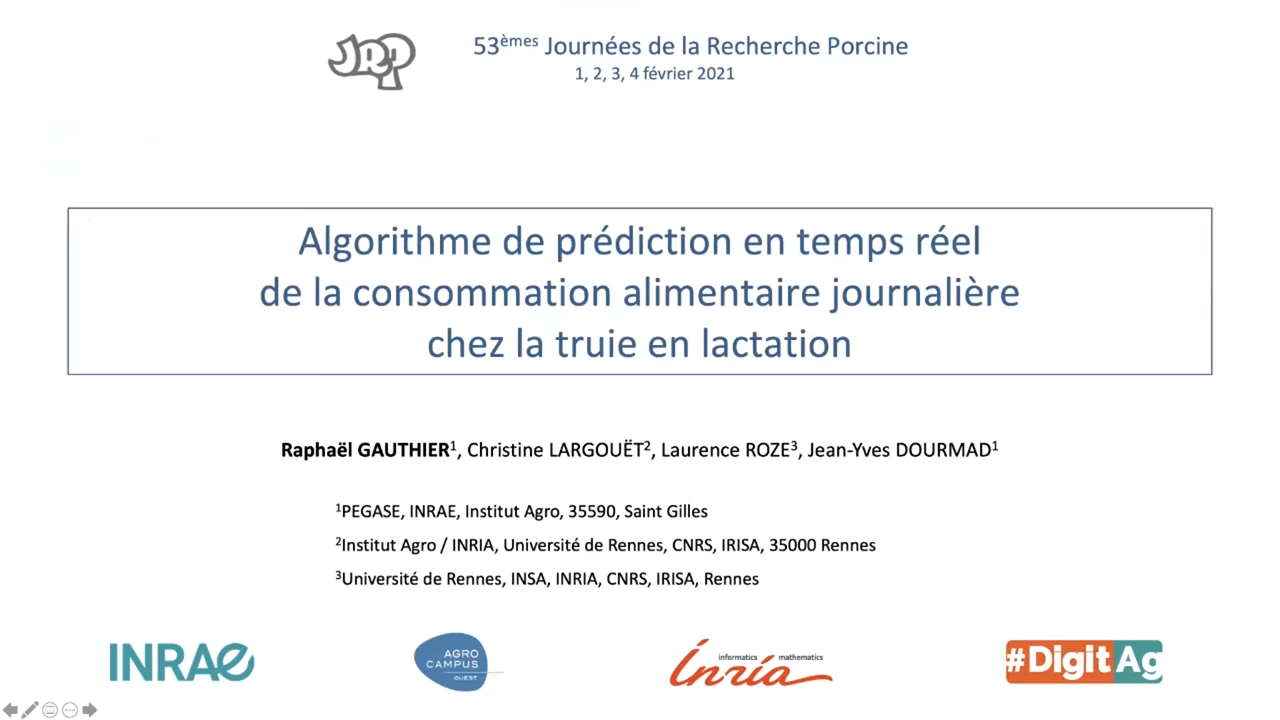 JRP
53èmes Journées de la Recherche Porcine
1, 2, 3, 4 février 2021
Algorithme de prédiction en temps réel
de la consommation alimentaire journalière
chez la truie en lactation
Raphaël GAUTHIER¹, Christine LARGOUËT², Laurence ROZE³, Jean-Yves DOURMAD¹
¹PEGASE, INRAE, Institut Agro, 35590, Saint Gilles
²Institut Agro / INRIA, Université de Rennes, CNRS, IRISA, 35000 Rennes
³Université de Rennes, INSA, INRIA, CNRS, IRISA, Rennes
INRAE
AGRO
CAMPUS
OUEST
informatics mathematics
Inria
#DigitAg